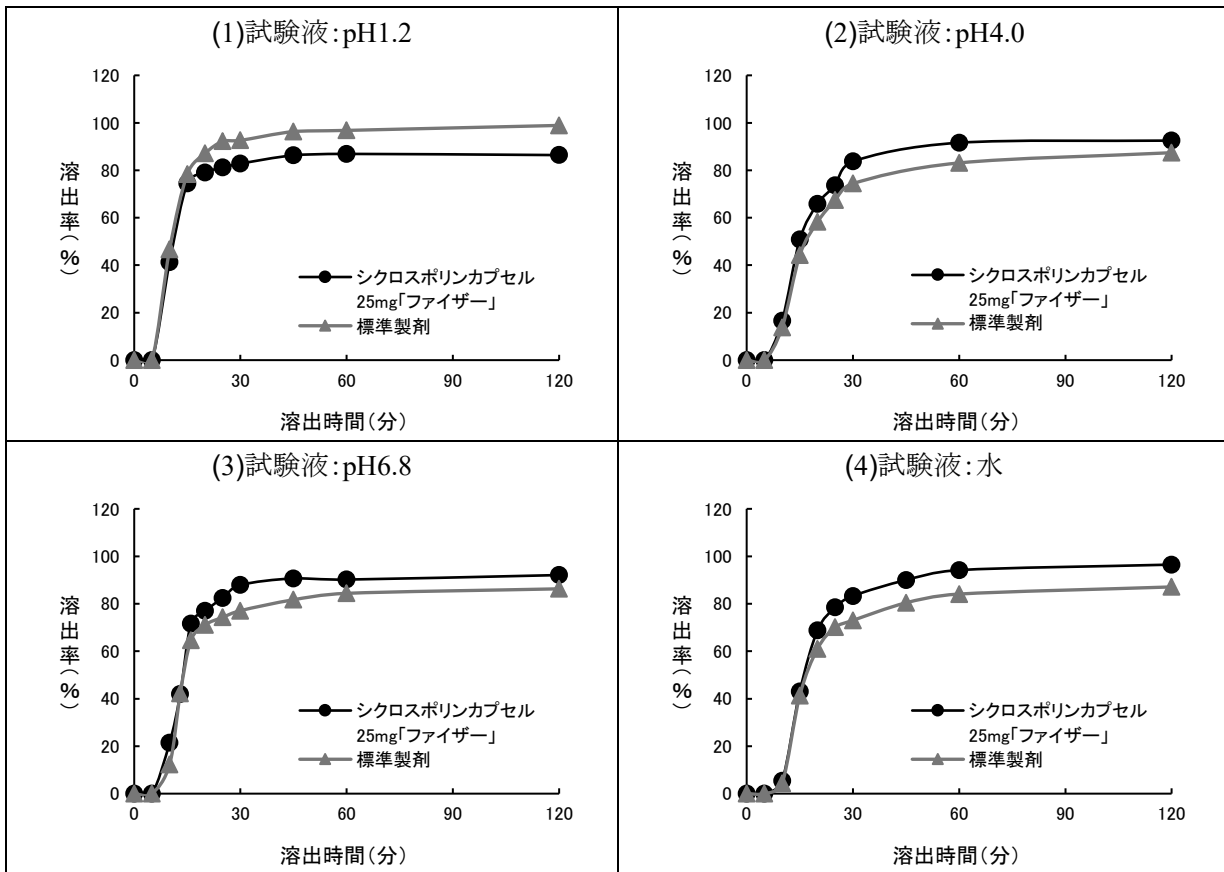 (1)試験液:pH1.2
120
100
80
60
40
20
0
溶出率(%)
シクロスポリンカプセル
25mg「ファイザー」
標準製剤
0 30 60 90 120
溶出時間(分)
(2)試験液:pH4.0
120
100
80
60
40
20
0
溶出率(%)
シクロスポリンカプセル
25mg「ファイザー」
標準製剤
0 30 60 90 120
溶出時間(分)
(3)試験液:pH6.8
120
100
80
60
40
20
0
溶出率(%)
シクロスポリンカプセル
25mg「ファイザー」
標準製剤
0 30 60 90 120
溶出時間(分)
(4)試験液:水
120
100
80
60
40
20
0
溶出率(%)
シクロスポリンカプセル
25mg「ファイザー」
標準製剤
0 30 60 90 120
溶出時間(分)